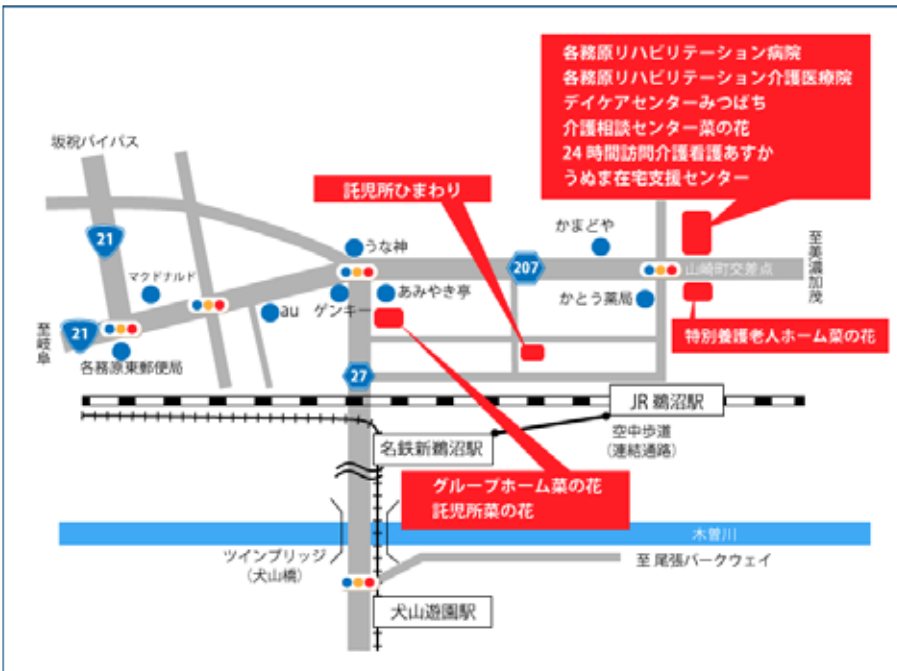 各務原リハビリテーション病院
各務原リハビリテーション介護医療院
デイケアセンターみつばち
介護相談センター菜の花
24時間訪問介護看護あすか
うぬま在宅支援センター
坂祝バイパス
託児所ひまわり
かまどや
至美濃加茂
21
うな神
207
山崎町交差点
マクドナルド
au
ゲンキー
あみやき亭
かとう薬局
至岐阜
21
各務原東郵便局
特別養護老人ホーム菜の花
27
JR 鵜沼駅
名鉄新鵜沼駅
空中歩道
(連結通路)
グループホーム菜の花
託児所菜の花
木曽川
ツインブリッジ
(犬山橋)
至 尾張パークウェイ
犬山遊園駅